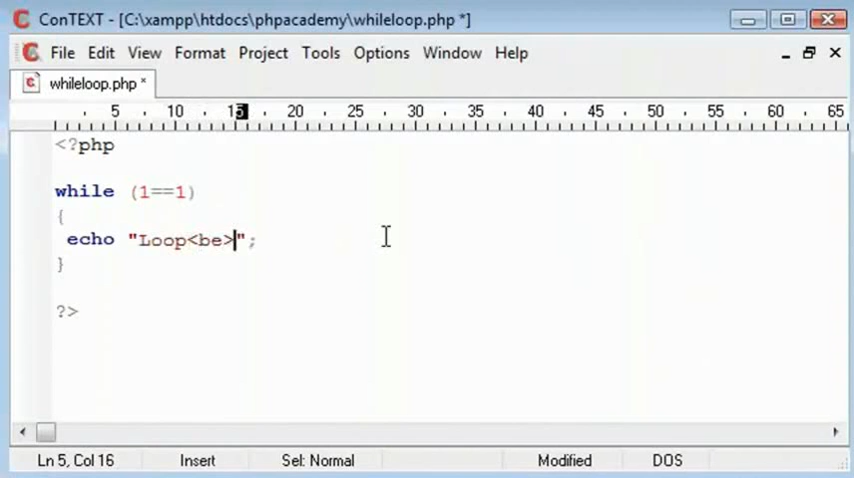 ConTEXT - [C:\xampp\htdocs\phpacademy\whileloop.php *]
File Edit View Format Project Tools Options Window Help
whileloop.php *
5 10 15 20 25 30 35 40 45 50 55 60 65
<?php
while (1==1)
{
echo "Loop<be>";
}
?>
Ln 5, Col 16 Insert Sel: Normal Modified DOS